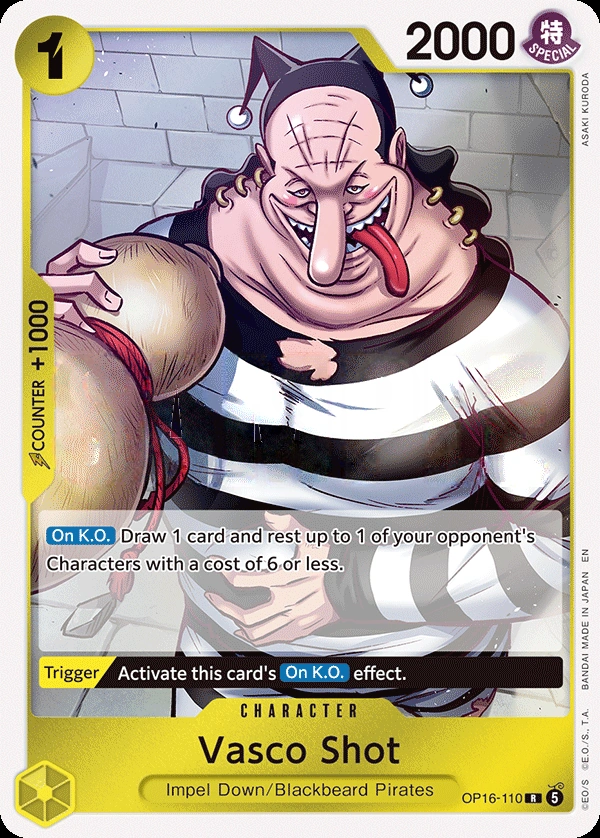 1
2000
特
SPECIAL
ASAKI KURODA
COUNTER +1000
On K.O. Draw 1 card and rest up to 1 of your opponent's
Characters with a cost of 6 or less.
Trigger Activate this card's On K.O. effect.
CHARACTER
Vasco Shot
Impel Down/Blackbeard Pirates
OP16-110 R 5
©E.O/S ©E.O./S., T.A. BANDAI MADE IN JAPAN EN